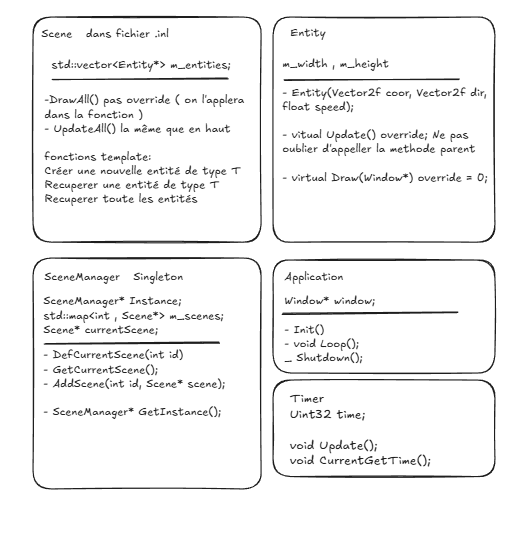 Scene dans fichier .inl
std::vector<Entity*> m_entities;
-DrawAll() pas override ( on l'applera
dans la fonction )
- UpdateAll() la même que en haut
fonctions template:
Créer une nouvelle entité de type T
Recuperer une entité de type T
Recuperer toute les entités
Entity
m_width , m_height
- Entity(Vector2f coor, Vector2f dir,
float speed);
- vitual Update() override; Ne pas
oublier d'appeller la methode parent
- virtual Draw(Window*) override = 0;
SceneManager Singleton
SceneManager* Instance;
std::map<int , Scene*> m_scenes;
Scene* currentScene;
- DefCurrentScene(int id)
- GetCurrentScene();
- AddScene(int id, Scene* scene);
- SceneManager* GetInstance();
Application
Window* window;
- Init()
- void Loop();
_ Shutdown();
Timer
Uint32 time;
void Update();
void CurrentGetTime();